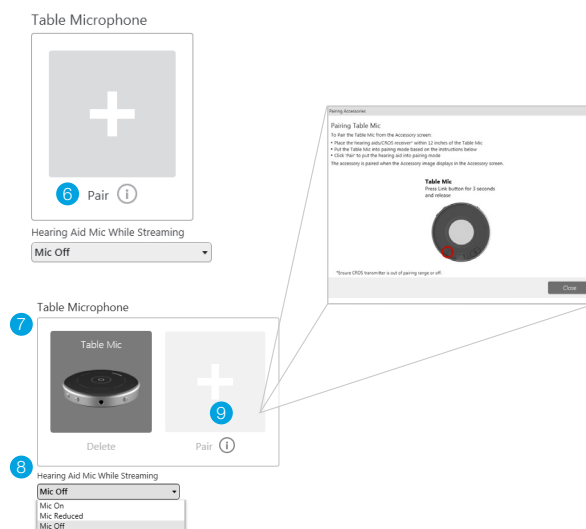 Table Microphone
6 Pair i
Hearing Aid Mic While Streaming
Mic Off
Pairing Accessories
Pairing Table Mic
To Pair the Table Mic from the Accessory screen:
• Place the hearing aids/CROS receiver* within 12 inches of the Table Mic
• Put the Table Mic into pairing mode based on the instructions below
• Click 'Pair' to put the hearing aid into pairing mode
The accessory is paired when the Accessory image displays in the Accessory screen.
Table Mic
Press Link button for 3 seconds
and release
*Ensure CROS transmitter is out of pairing range or off.
Close
Table Microphone
7
Table Mic
9
Delete
Pair i
8
Hearing Aid Mic While Streaming
Mic Off
Mic On
Mic Reduced
Mic Off